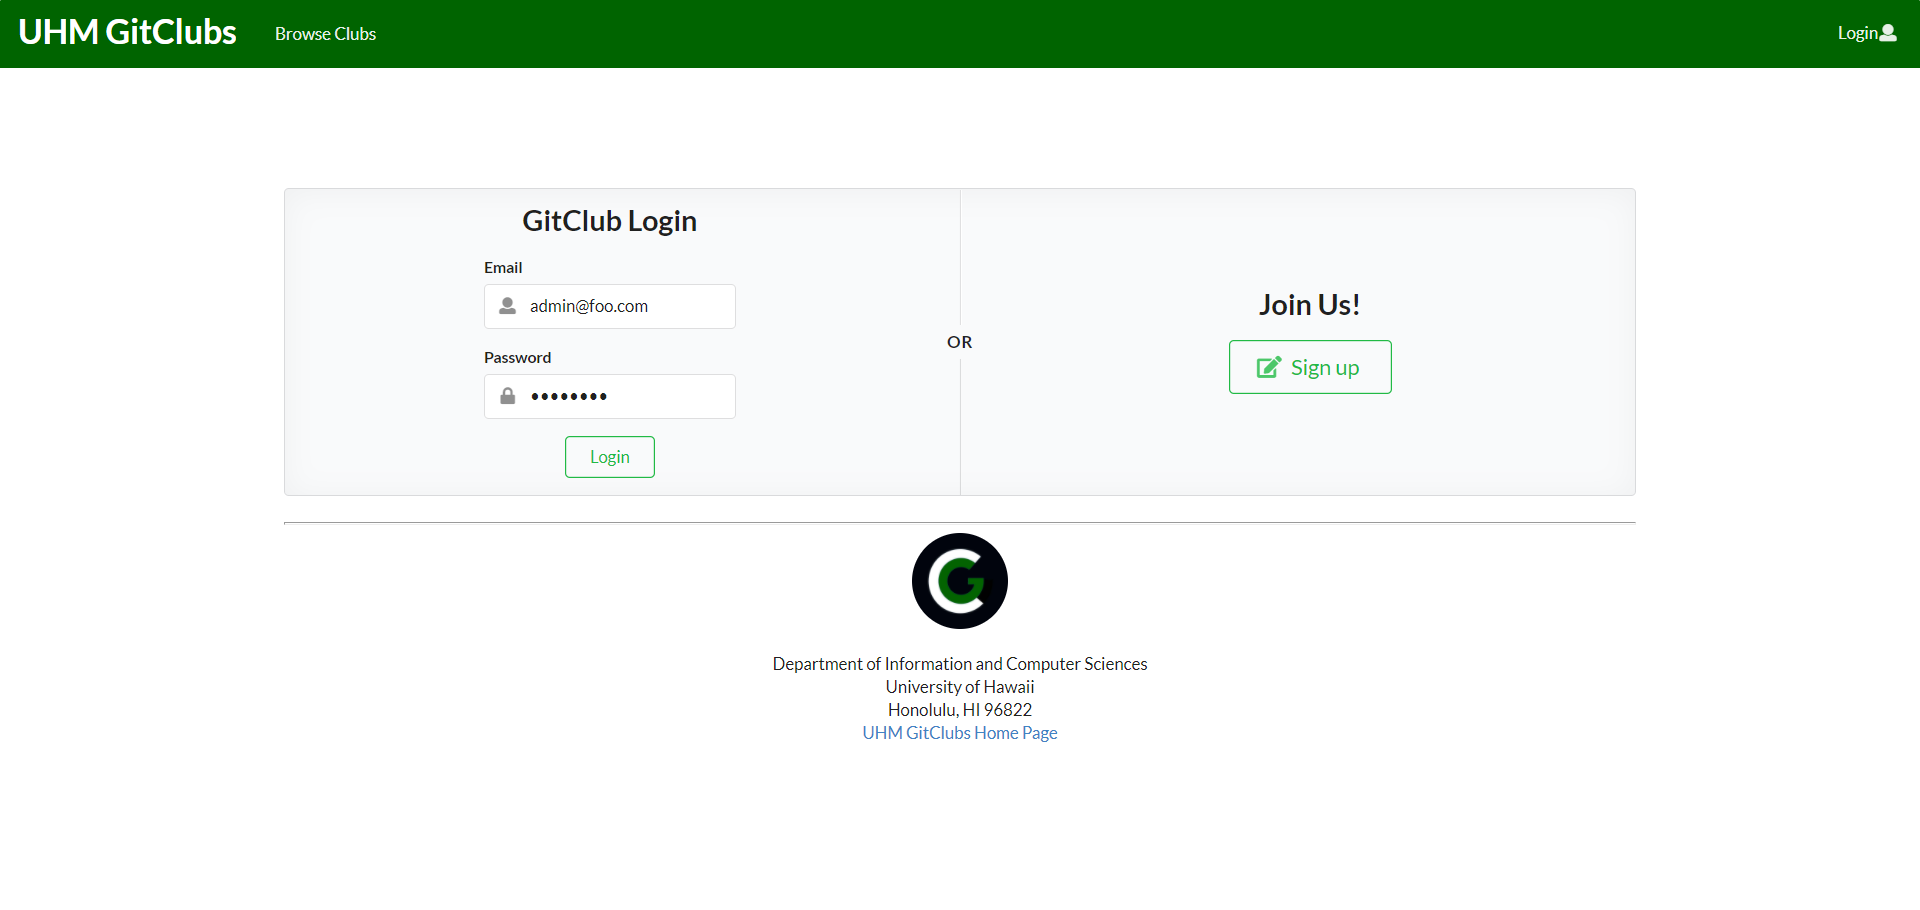 UHM GitClubs
Browse Clubs
Login
GitClub Login
Email
admin@foo.com
Password
••••••••
Login
OR
Join Us!
Sign up
Department of Information and Computer Sciences
University of Hawaii
Honolulu, HI 96822
UHM GitClubs Home Page